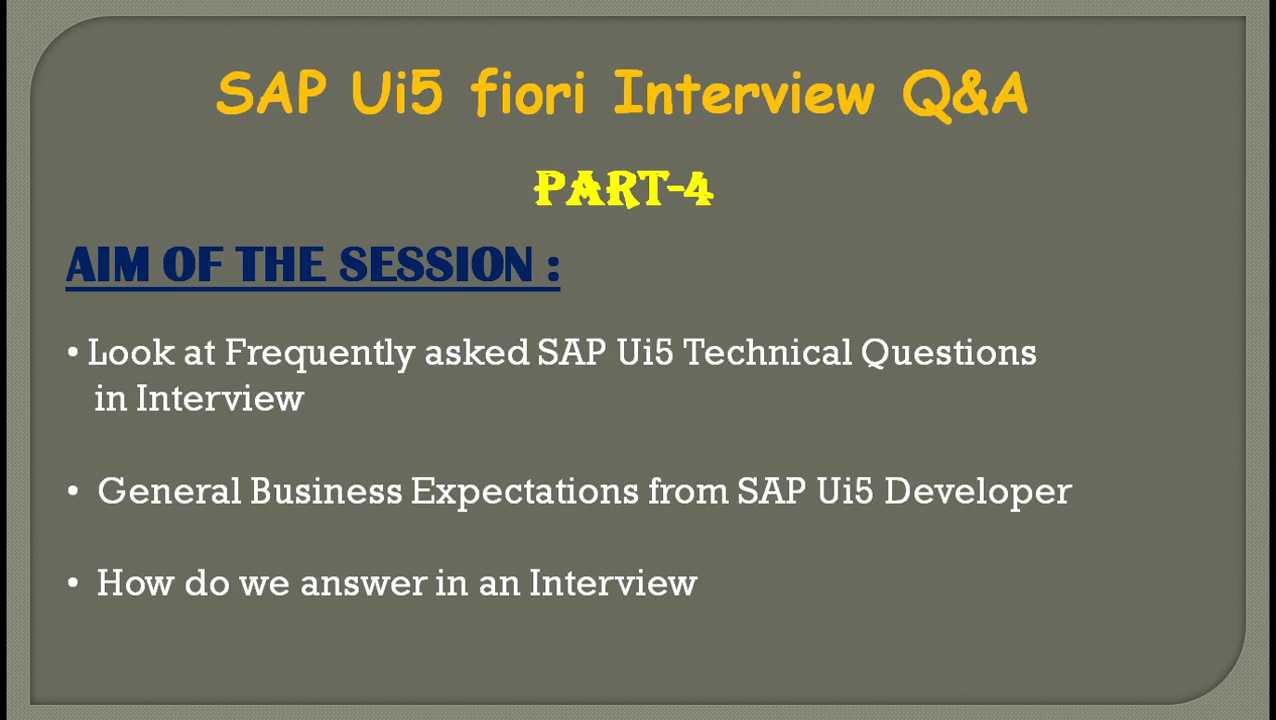 SAP Ui5 fiori Interview Q&A
PART-4
AIM OF THE SESSION :
• Look at Frequently asked SAP Ui5 Technical Questions
in Interview
• General Business Expectations from SAP Ui5 Developer
• How do we answer in an Interview